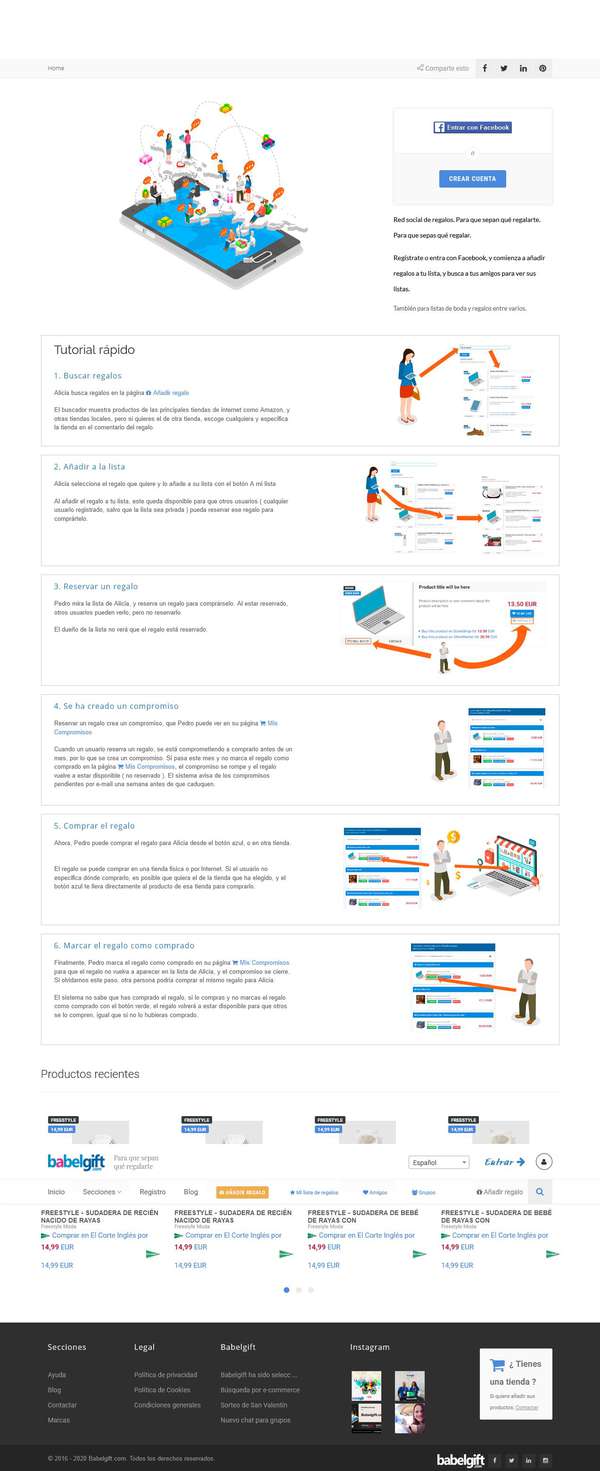 Home
Comparte esto
Entrar con Facebook
o
CREAR CUENTA
Red social de regalos. Para que sepan qué regalarte.
Para que sepas qué regalar.
Regístrate o entra con Facebook, y comienza a añadir
regalos a tu lista, y busca a tus amigos para ver sus
listas.
También para listas de boda y regalos entre varios.
Tutorial rápido
1. Buscar regalos
Alicia busca regalos en la página Añadir regalo
El buscador muestra productos de las principales tiendas de internet como Amazon, y
otras tiendas locales, pero si quieres el de otra tienda, escoge cualquiera y especifica
la tienda en el comentario del regalo.
2. Añadir a la lista
Alicia selecciona el regalo que quiere y lo añade a su lista con el botón A mi lista
Al añadir el regalo a tu lista, este queda disponible para que otros usuarios ( cualquier
usuario registrado, salvo que la lista sea privada ) pueda reservar ese regalo para
comprártelo.
3. Reservar un regalo
Pedro mira la lista de Alicia, y reserva un regalo para comprárselo. Al estar reservado,
otros usuarios pueden verlo, pero no reservarlo.
El dueño de la lista no verá que el regalo está reservado.
Product title will be here
13.50 EUR
4. Se ha creado un compromiso
Reservar un regalo crea un compromiso, que Pedro puede ver en su página Mis
Compromisos
Cuando un usuario reserva un regalo, se está comprometiendo a comprarlo antes de un
mes, por lo que se crea un compromiso. Si pasa este mes y no marca el regalo como
comprado en la página Mis Compromisos, el compromiso se rompe y el regalo
vuelve a estar disponible ( no reservado ). El sistema avisa de los compromisos
pendientes por e-mail una semana antes de que caduquen.
5. Comprar el regalo
Ahora, Pedro puede comprar el regalo para Alicia desde el botón azul, o en otra tienda.
El regalo se puede comprar en una tienda física o por Internet. Si el usuario no
especifica dónde comprarlo, es posible que quiera el de la tienda que ha elegido, y el
botón azul te lleva directamente al producto de esa tienda para comprarlo.
6. Marcar el regalo como comprado
Finalmente, Pedro marca el regalo como comprado en su página Mis Compromisos
para que el regalo no vuelva a aparecer en la lista de Alicia, y el compromiso se cierre.
Si olvidamos este paso, otra persona podría comprar el mismo regalo para Alicia.
El sistema no sabe que has comprado el regalo, si lo compras y no marcas el regalo
como comprado con el botón verde, el regalo volverá a estar disponible para que otros
se lo compren, igual que si no lo hubieras comprado.
Productos recientes
FREESTYLE FREESTYLE FREESTYLE FREESTYLE
14,99 EUR 14,99 EUR 14,99 EUR 14,99 EUR
babelgift.com
Para que sepan
qué regalarte
Español
Entrar
Inicio Secciones Registro Blog AÑADIR REGALO Mi lista de regalos Amigos Grupos Añadir regalo
FREESTYLE - SUDADERA DE RECIÉN FREESTYLE - SUDADERA DE RECIÉN FREESTYLE - SUDADERA DE BEBÉ FREESTYLE - SUDADERA DE BEBÉ
NACIDO DE RAYAS NACIDO DE RAYAS DE RAYAS CON DE RAYAS CON
Freestyle Moda Freestyle Moda Freestyle Moda Freestyle Moda
Comprar en El Corte Inglés por Comprar en El Corte Inglés por Comprar en El Corte Inglés por Comprar en El Corte Inglés por
14,99 EUR 14,99 EUR 14,99 EUR 14,99 EUR
14,99 EUR 14,99 EUR 14,99 EUR 14,99 EUR
Secciones
Ayuda
Blog
Contactar
Marcas
Legal
Política de privacidad
Política de Cookies
Condiciones generales
Babelgift
Babelgift ha sido selecc ...
Búsqueda por e-commerce
Sorteo de San Valentín
Nuevo chat para grupos
Instagram
Babelgift
¿ Tienes
una tienda ?
Si quiere añadir sus
productos. Contactar
© 2016 - 2020 Babelgift.com. Todos los derechos reservados.
babelgift.com